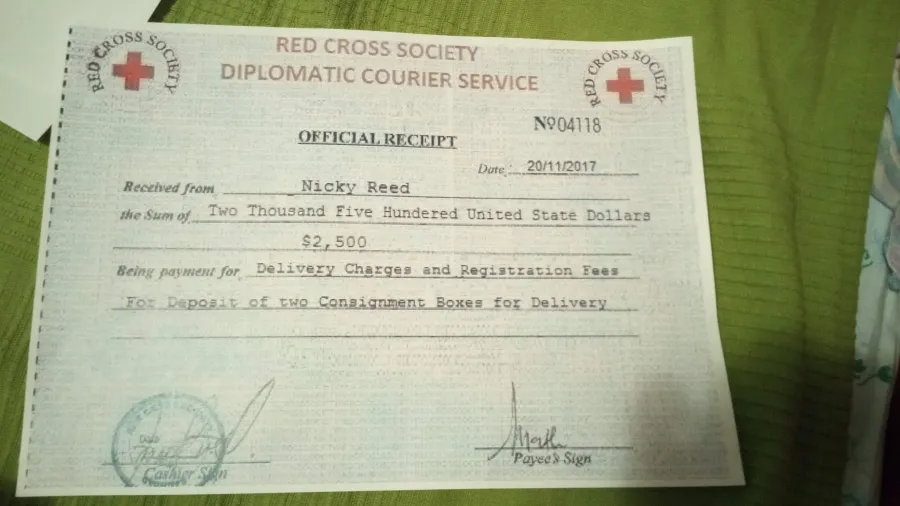 RED CROSS SOCIETY
RED CROSS SOCIETY
DIPLOMATIC COURIER SERVICE
RED CROSS SOCIETY
OFFICIAL RECEIPT
Nº04118
Date: 20/11/2017
Received from Nicky Reed
the Sum of Two Thousand Five Hundered United State Dollars
$2,500
Being payment for Delivery Charges and Registration Fees
For Deposit of two Consignment Boxes for Delivery
Date
Cashier Sign
Payee's Sign